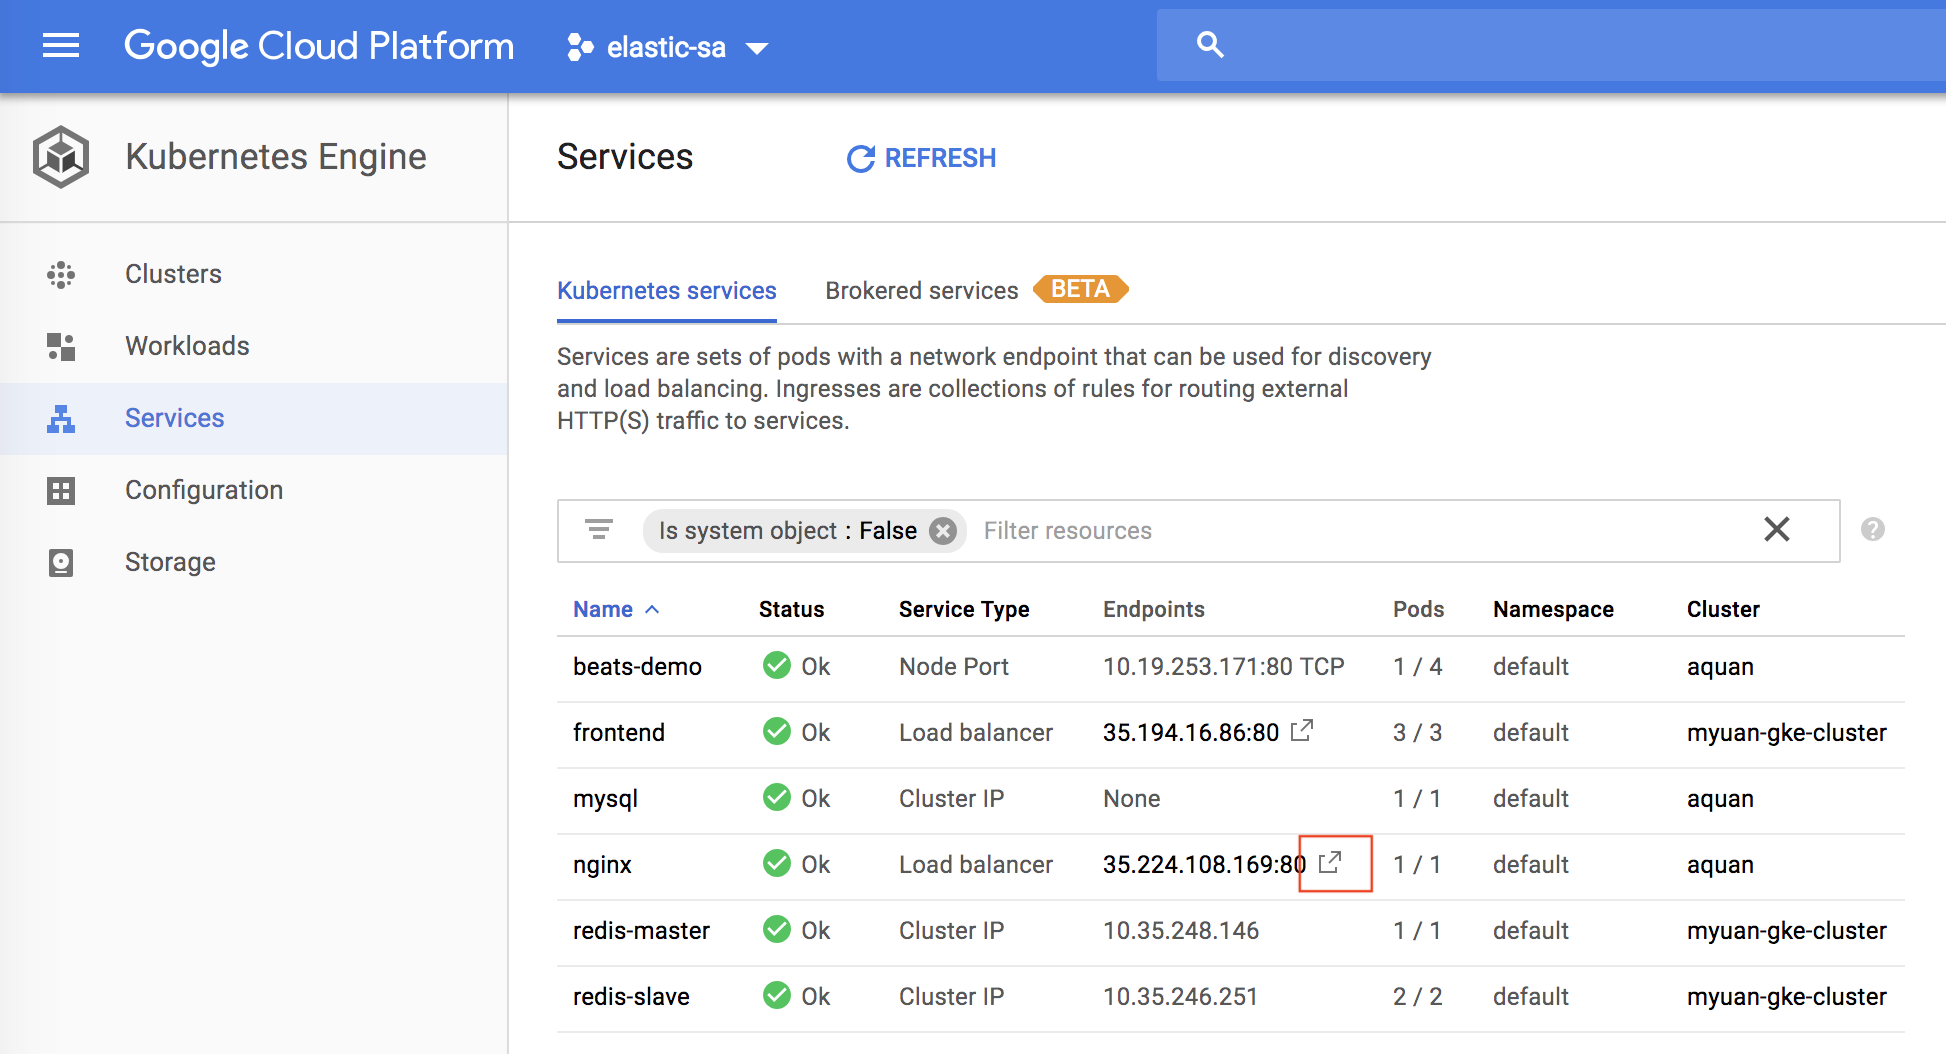 Google Cloud Platform elastic-sa
Kubernetes Engine
Services REFRESH
Clusters
Workloads
Services
Configuration
Storage
Kubernetes services Brokered services BETA
Services are sets of pods with a network endpoint that can be used for discovery
and load balancing. Ingresses are collections of rules for routing external
HTTP(S) traffic to services.
Is system object : False Filter resources
Name Status Service Type Endpoints Pods Namespace Cluster
beats-demo Ok Node Port 10.19.253.171:80 TCP 1 / 4 default aquan
frontend Ok Load balancer 35.194.16.86:80 3 / 3 default myuan-gke-cluster
mysql Ok Cluster IP None 1 / 1 default aquan
nginx Ok Load balancer 35.224.108.169:80 1 / 1 default aquan
redis-master Ok Cluster IP 10.35.248.146 1 / 1 default myuan-gke-cluster
redis-slave Ok Cluster IP 10.35.246.251 2 / 2 default myuan-gke-cluster